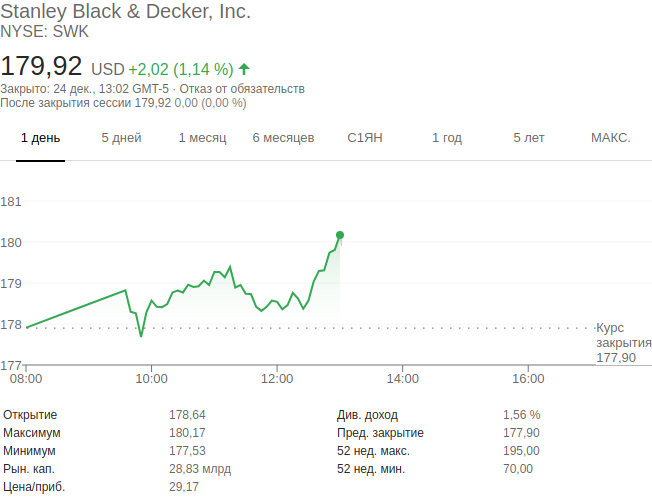 Stanley Black & Decker, Inc.
NYSE: SWK
179,92 USD +2,02 (1,14 %)
Закрыто: 24 дек., 13:02 GMT-5 · Отказ от обязательств
После закрытия сессии 179,92 0,00 (0,00 %)
1 день 5 дней 1 месяц 6 месяцев С1ЯН 1 год 5 лет МАКС.
181
180
179
178
177
Курс
закрытия
177,90
08:00 10:00 12:00 14:00 16:00
Открытие 178,64 Див. доход 1,56 %
Максимум 180,17 Пред. закрытие 177,90
Минимум 177,53 52 нед. макс. 195,00
Рын. кап. 28,83 млрд 52 нед. мин. 70,00
Цена/приб. 29,17